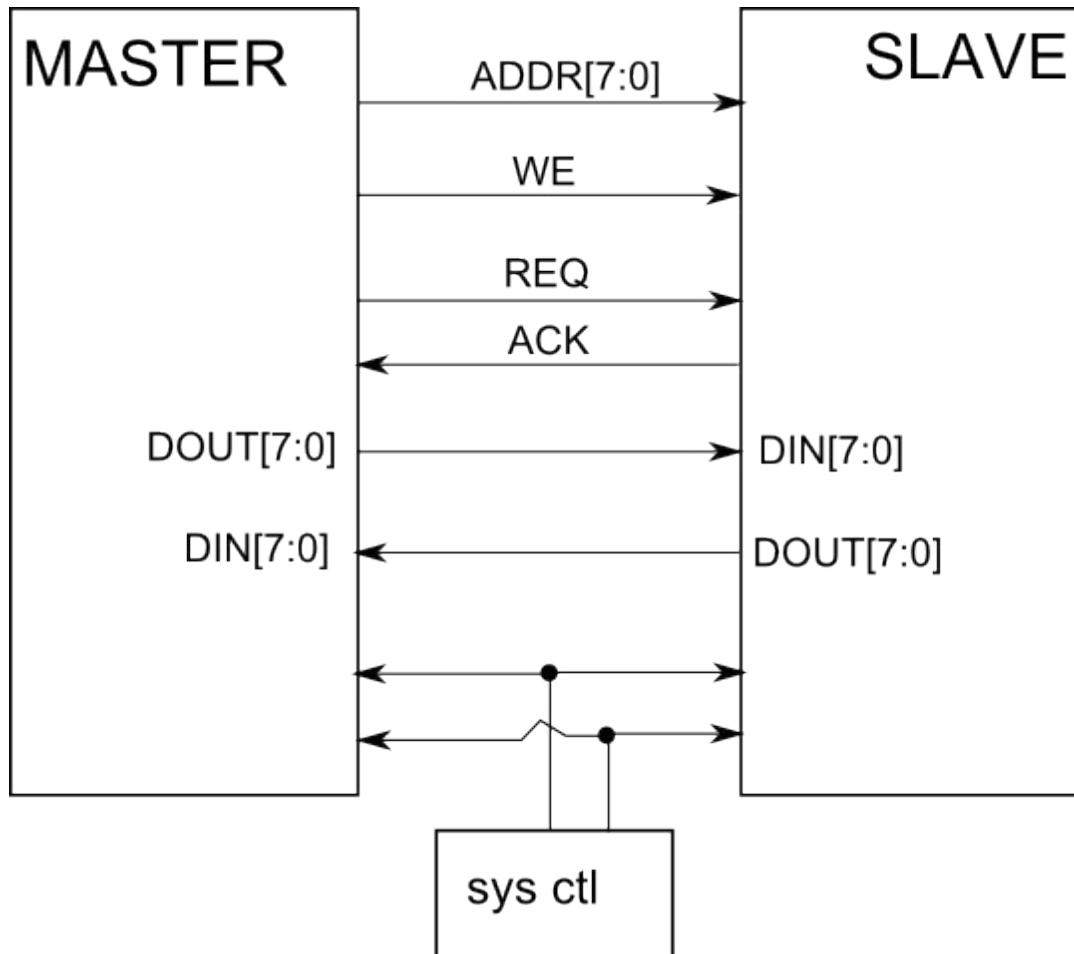 MASTER
SLAVE
ADDR[7:0]
WE
REQ
ACK
DOUT[7:0]
DIN[7:0]
DIN[7:0]
DOUT[7:0]
sys ctl